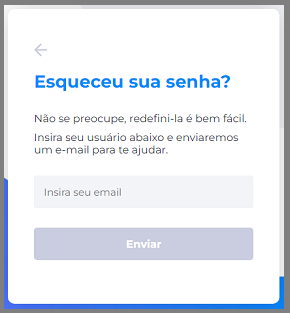 Esqueceu sua senha?
Não se preocupe, redefini-la é bem fácil.
Insira seu usuário abaixo e enviaremos
um e-mail para te ajudar.
Insira seu email
Enviar